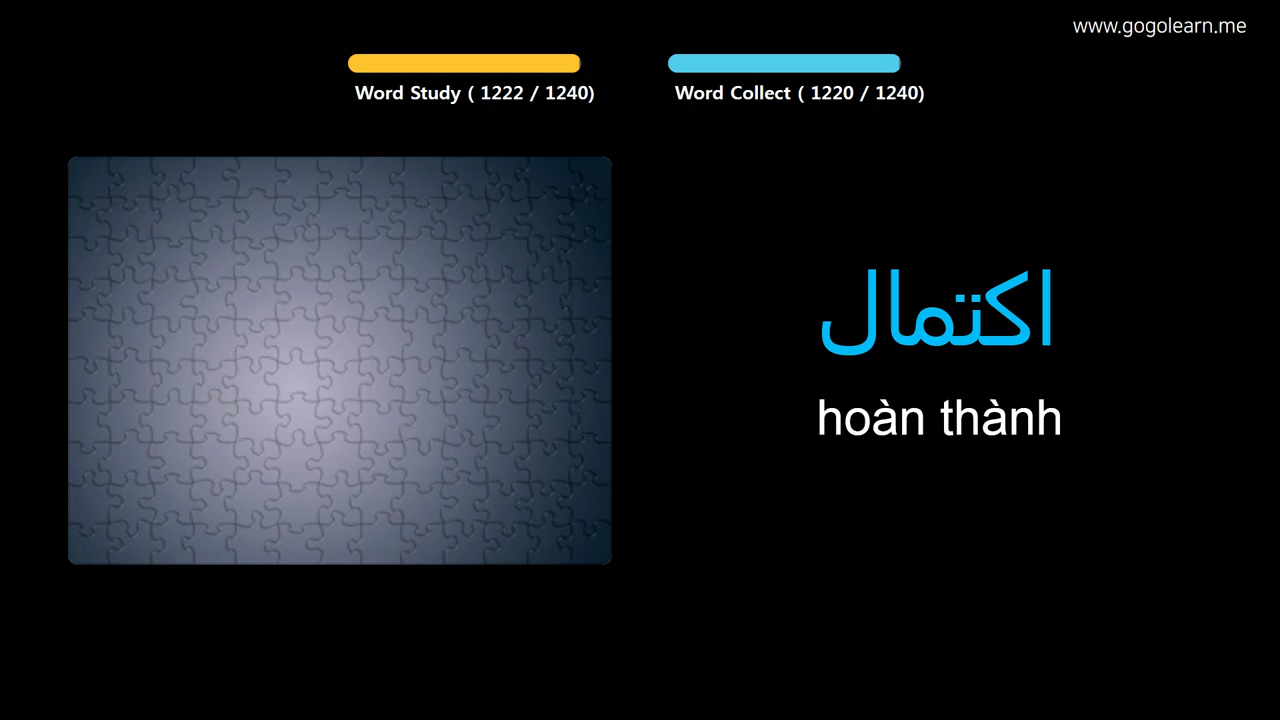 www.gogolearn.me
Word Study ( 1222 / 1240)
Word Collect ( 1220 / 1240)
اكتمال
hoàn thành